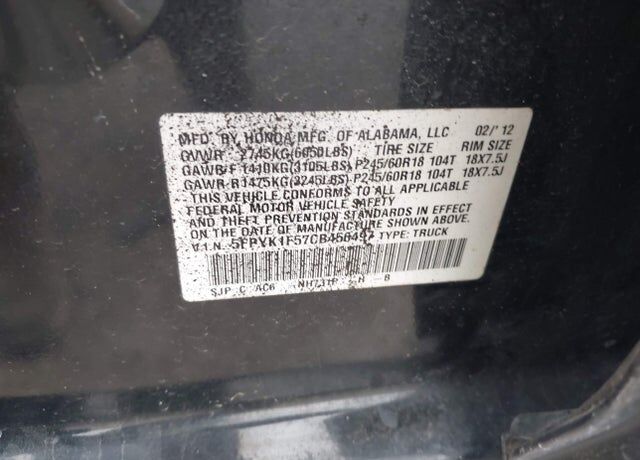 MFD. BY HONDA MFG. OF ALABAMA, LLC 02/'12
GVWR 2745KG(6050LBS) TIRE SIZE RIM SIZE
GAWR-F 1410KG(3105LBS) P245/60R18 104T 18X7.5J
GAWR-R 1475KG(3245LBS) P245/60R18 104T 18X7.5J
THIS VEHICLE CONFORMS TO ALL APPLICABLE
FEDERAL MOTOR VEHICLE SAFETY
AND THEFT PREVENTION STANDARDS IN EFFECT
ON THE DATE OF MANUFACTURE SHOWN ABOVE.
V.I.N.: TYPE: TRUCK
SJP C AC6 NH731P B